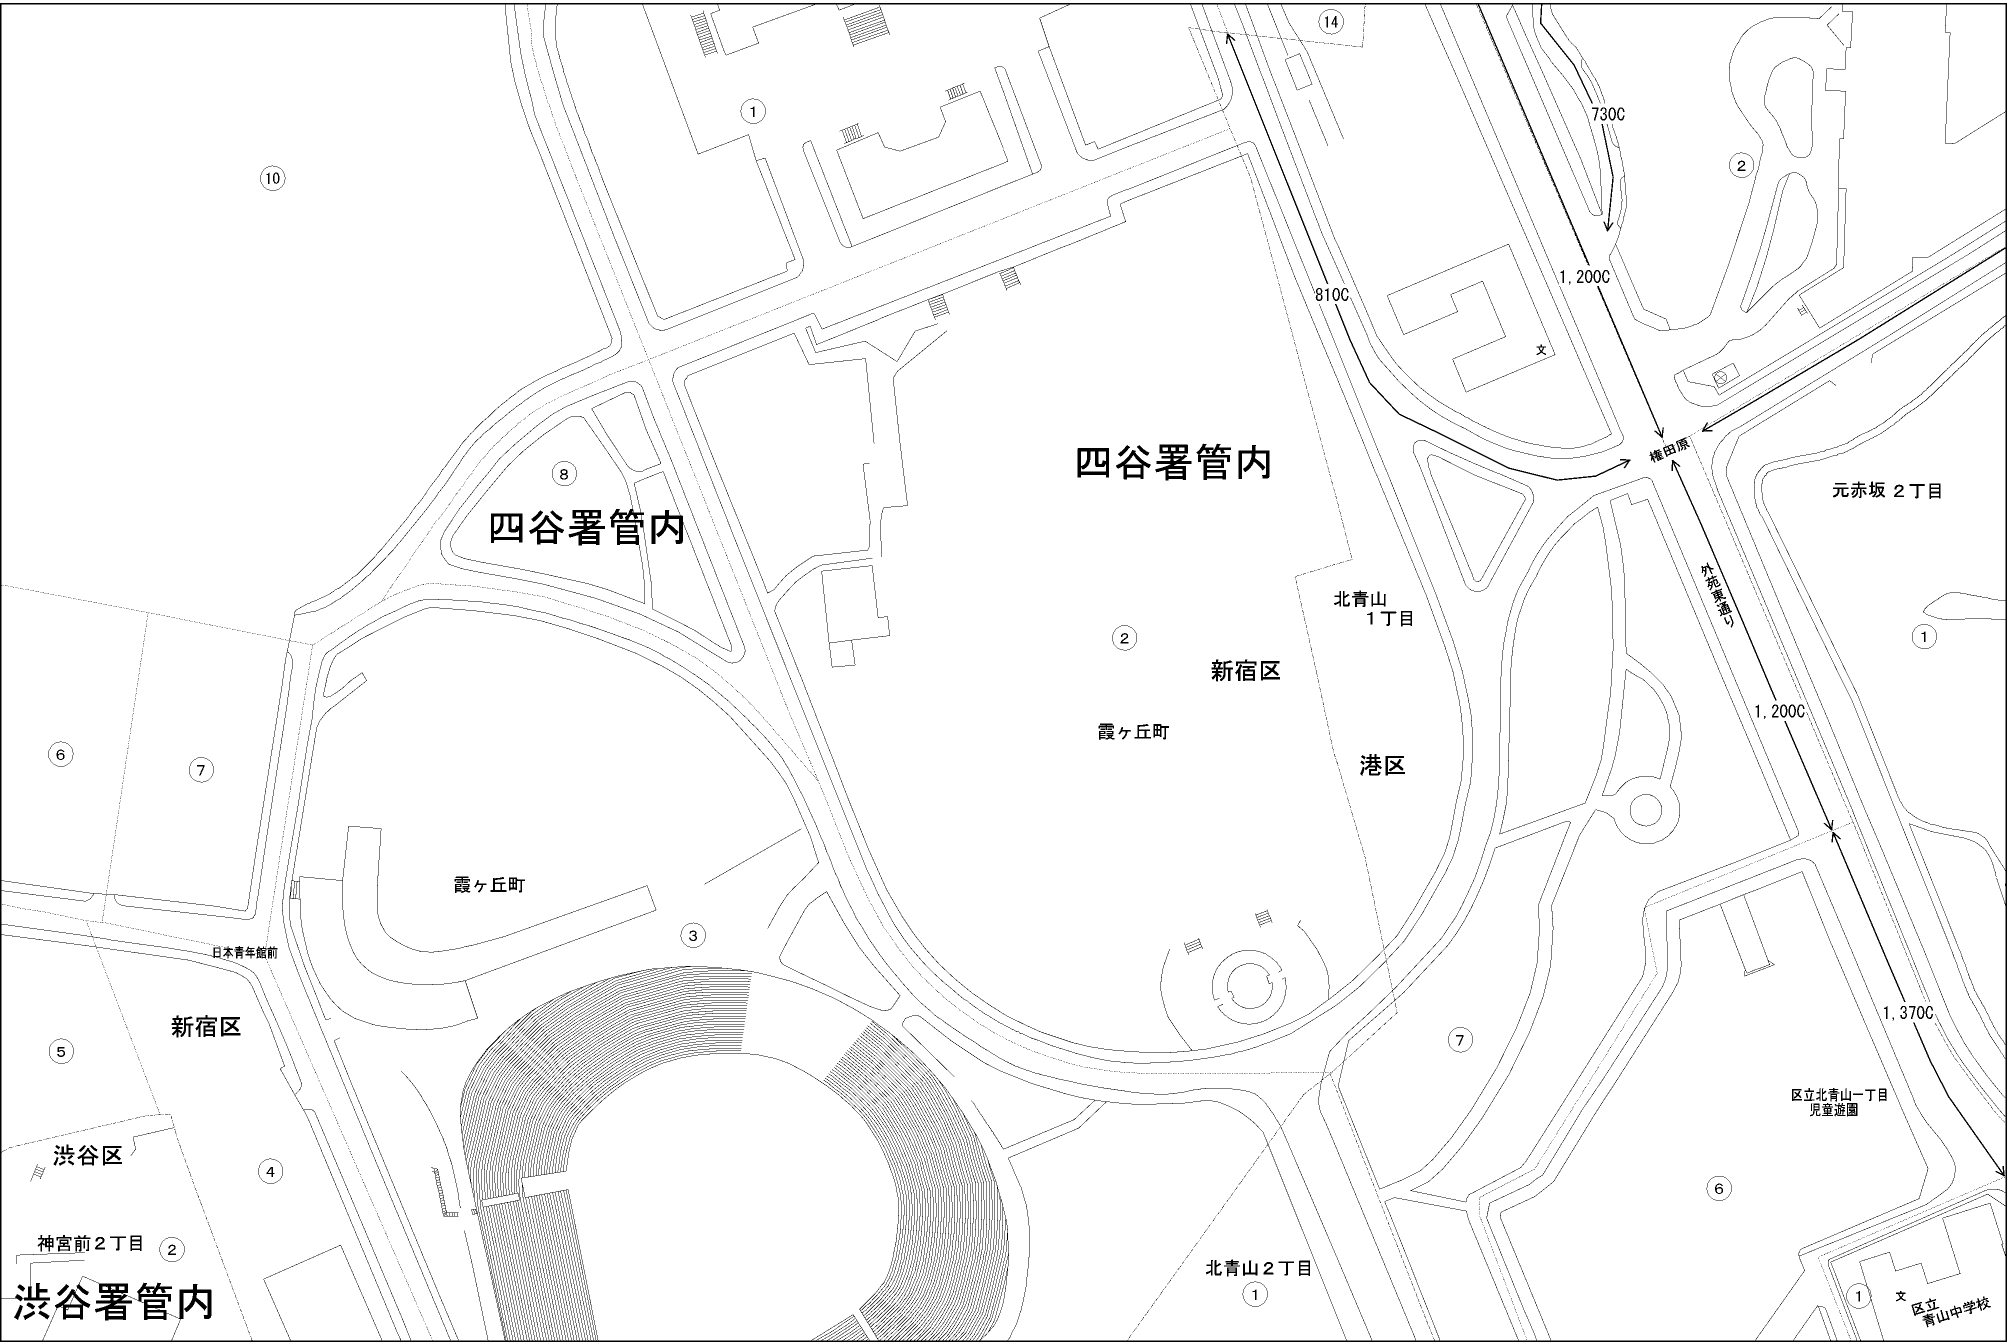 14
1
730C
10
2
1,200C
810C
文
権田原
四谷署管内
8
四谷署管内
元赤坂 2丁目
外苑東通り
北青山
1丁目
1
2
新宿区
1,200C
霞ヶ丘町
港区
6
7
霞ヶ丘町
3
日本青年館前
1,370C
新宿区
7
5
区立北青山一丁目
児童遊園
渋谷区
4
6
神宮前2丁目
2
北青山2丁目
1
渋谷署管内
1
文
区立
青山中学校